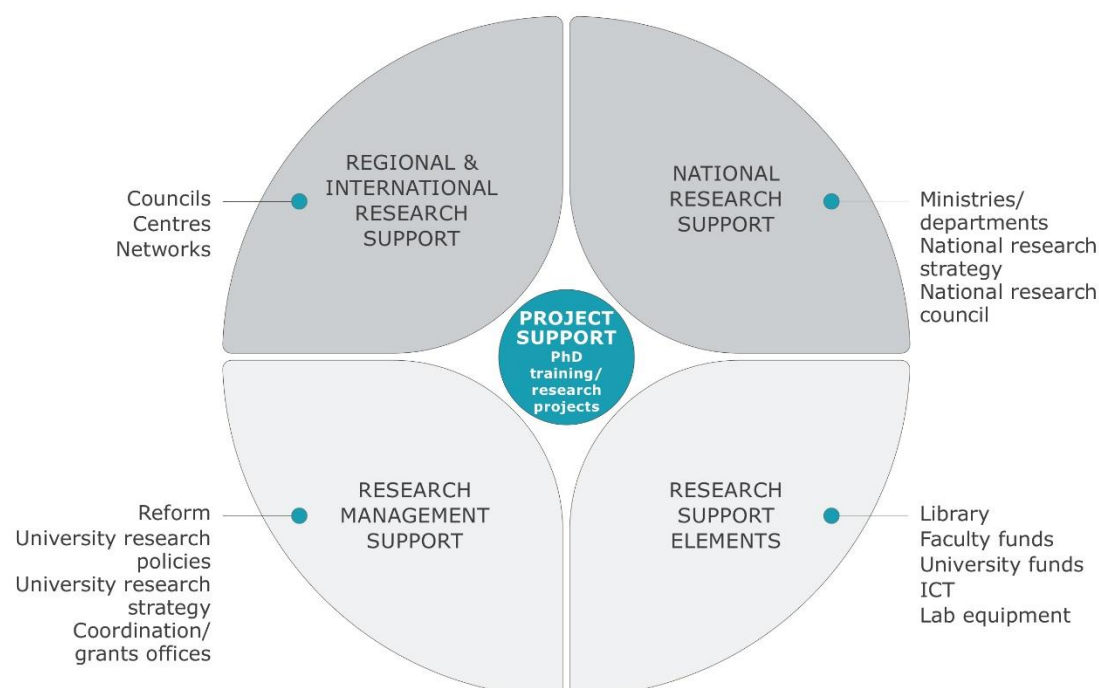 REGIONAL &
INTERNATIONAL
RESEARCH
SUPPORT
NATIONAL
RESEARCH
SUPPORT
Councils
Centres
Networks
Ministries/
departments
National research
strategy
National research
council
PROJECT
SUPPORT
PhD
training/
research
projects
RESEARCH
MANAGEMENT
SUPPORT
RESEARCH
SUPPORT
ELEMENTS
Reform
University research
policies
University research
strategy
Coordination/
grants offices
Library
Faculty funds
University funds
ICT
Lab equipment